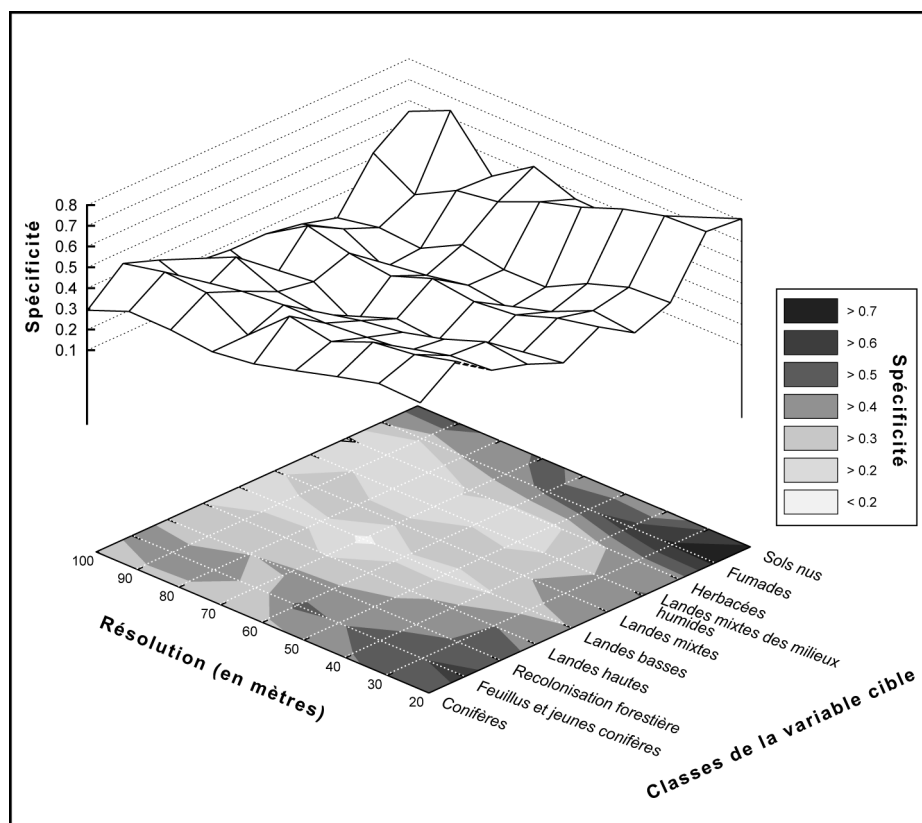 0.8
0.7
0.6
0.5
0.4
0.3
0.2
0.1
Spécificité
> 0.7
> 0.6
> 0.5
> 0.4
> 0.3
> 0.2
< 0.2
Spécificité
100
90
80
70
60
50
40
30
20
Résolution (en mètres)
Sols nus
Fumades
Herbacées
Landes mixtes des milieux
humides
Landes mixtes
Landes basses
Landes hautes
Recolonisation forestière
Feuillus et jeunes conifères
Conifères
Classes de la variable cible